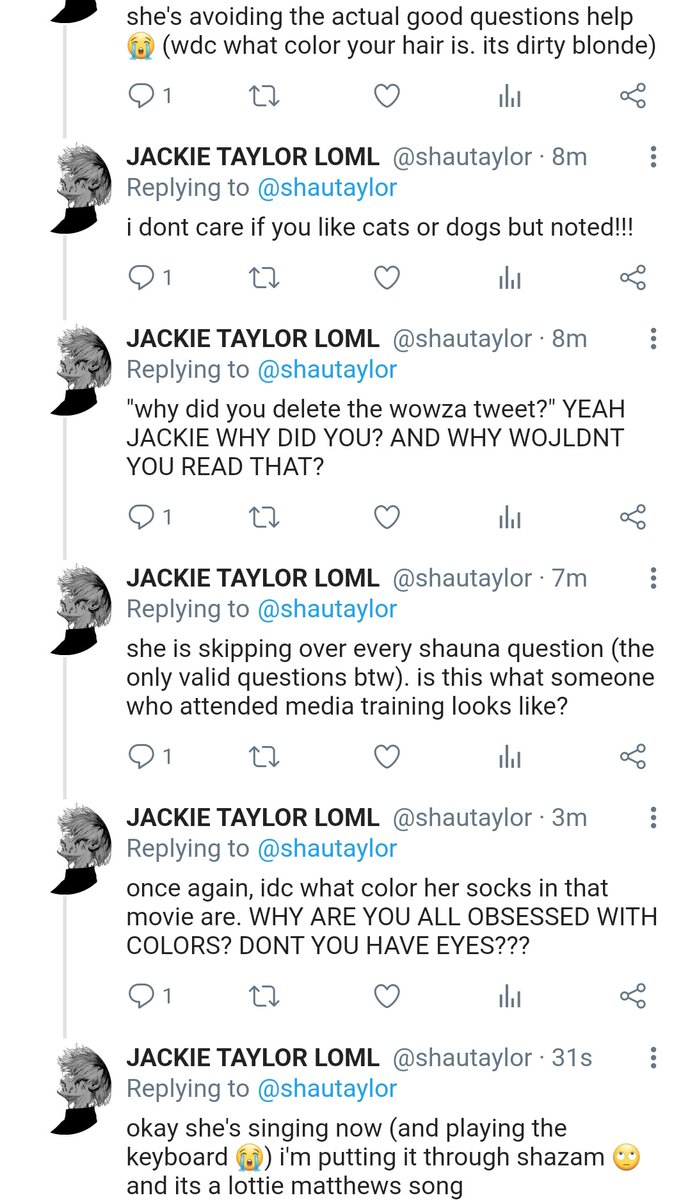 she's avoiding the actual good questions help
😭 (wdc what color your hair is. its dirty blonde)
1
JACKIE TAYLOR LOML @shautaylor · 8m
Replying to @shautaylor
i dont care if you like cats or dogs but noted!!!
1
JACKIE TAYLOR LOML @shautaylor · 8m
Replying to @shautaylor
"why did you delete the wowza tweet?" YEAH
JACKIE WHY DID YOU? AND WHY WOJLDNT
YOU READ THAT?
1
JACKIE TAYLOR LOML @shautaylor · 7m
Replying to @shautaylor
she is skipping over every shauna question (the
only valid questions btw). is this what someone
who attended media training looks like?
1
JACKIE TAYLOR LOML @shautaylor · 3m
Replying to @shautaylor
once again, idc what color her socks in that
movie are. WHY ARE YOU ALL OBSESSED WITH
COLORS? DONT YOU HAVE EYES???
1
JACKIE TAYLOR LOML @shautaylor · 31s
Replying to @shautaylor
okay she's singing now (and playing the
keyboard 😭) i'm putting it through shazam 🙄
and its a lottie matthews song